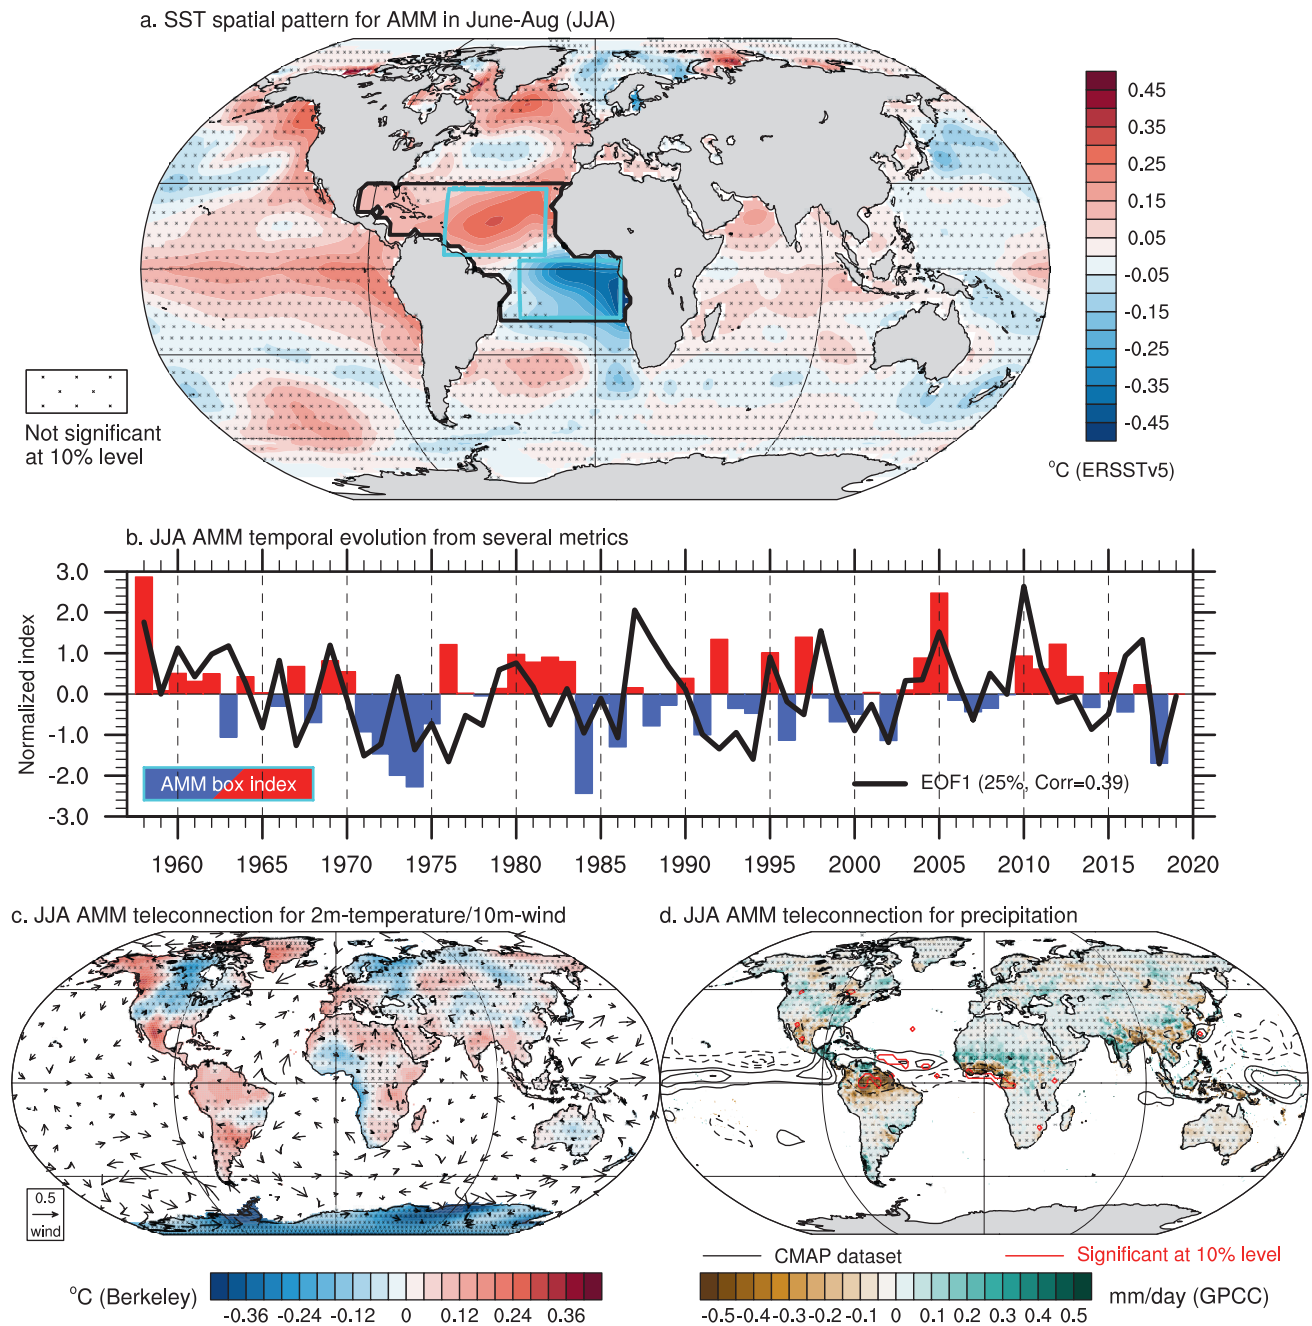 a. SST spatial pattern for AMM in June-Aug (JJA)
0.45
0.35
0.25
0.15
0.05
-0.05
-0.15
-0.25
-0.35
-0.45
°C (ERSSTv5)
Not significant
at 10% level
b. JJA AMM temporal evolution from several metrics
Normalized index
3.0
2.0
1.0
0.0
-1.0
-2.0
-3.0
AMM box index
EOF1 (25%, Corr=0.39)
1960 1965 1970 1975 1980 1985 1990 1995 2000 2005 2010 2015 2020
c. JJA AMM teleconnection for 2m-temperature/10m-wind
0.5
wind
°C (Berkeley)
-0.36 -0.24 -0.12 0 0.12 0.24 0.36
d. JJA AMM teleconnection for precipitation
CMAP dataset
Significant at 10% level
-0.5 -0.4 -0.3 -0.2 -0.1 0 0.1 0.2 0.3 0.4 0.5
mm/day (GPCC)